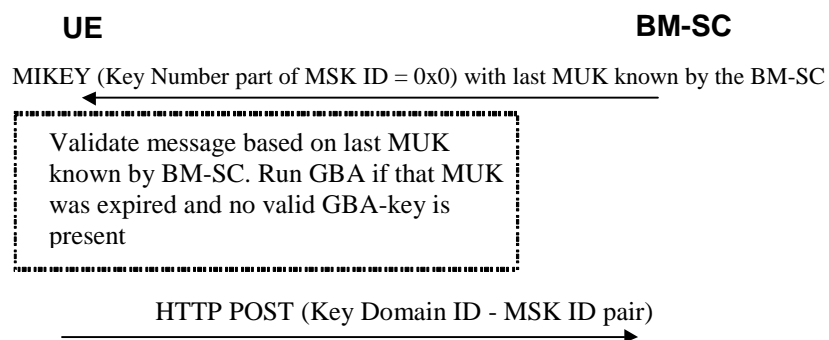 UE
BM-SC
MIKEY (Key Number part of MSK ID = 0x0) with last MUK known by the BM-SC
Validate message based on last MUK
known by BM-SC. Run GBA if that MUK
was expired and no valid GBA-key is
present
HTTP POST (Key Domain ID - MSK ID pair)